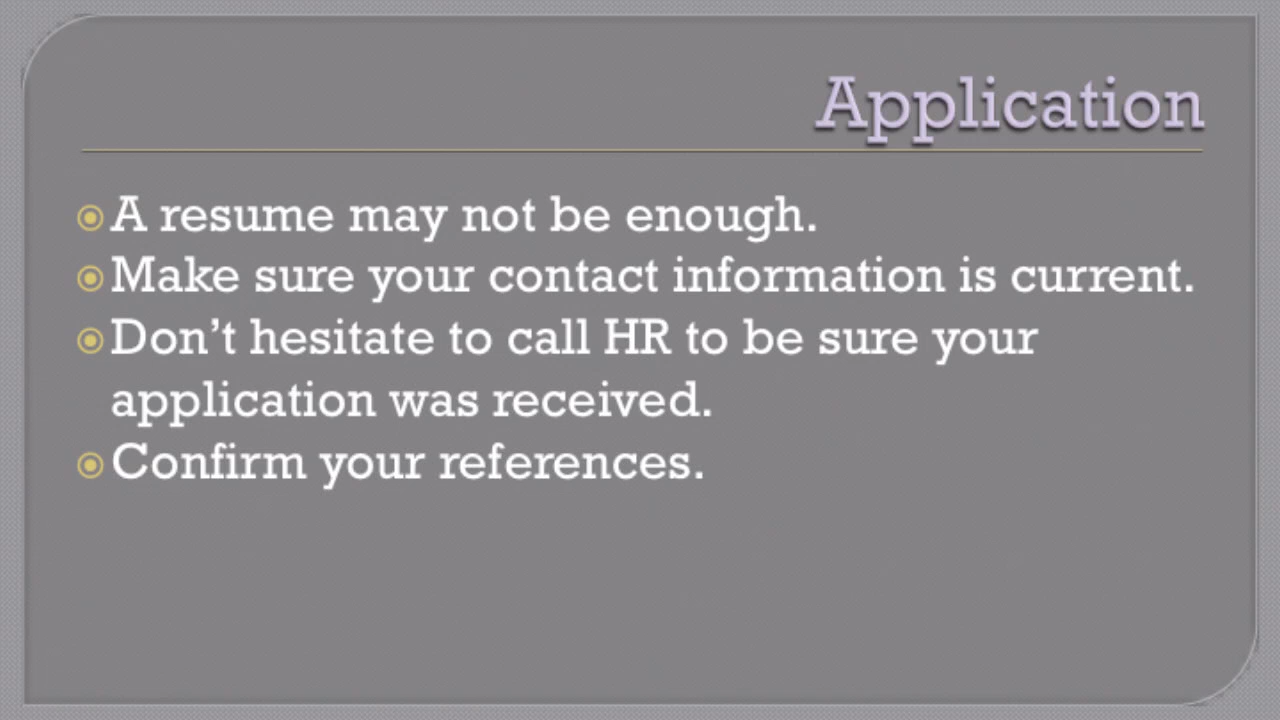 Application
A resume may not be enough.
Make sure your contact information is current.
Don’t hesitate to call HR to be sure your
application was received.
Confirm your references.